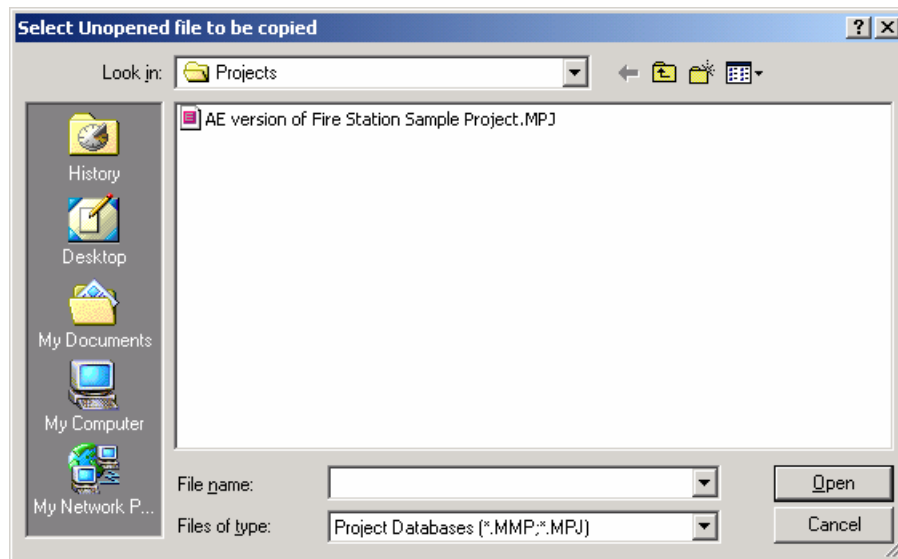 Select Unopened file to be copied
Look in: Projects
AE version of Fire Station Sample Project.MPJ
History
Desktop
My Documents
My Computer
My Network P...
File name:
Open
Files of type: Project Databases (*.MMP;*.MPJ)
Cancel